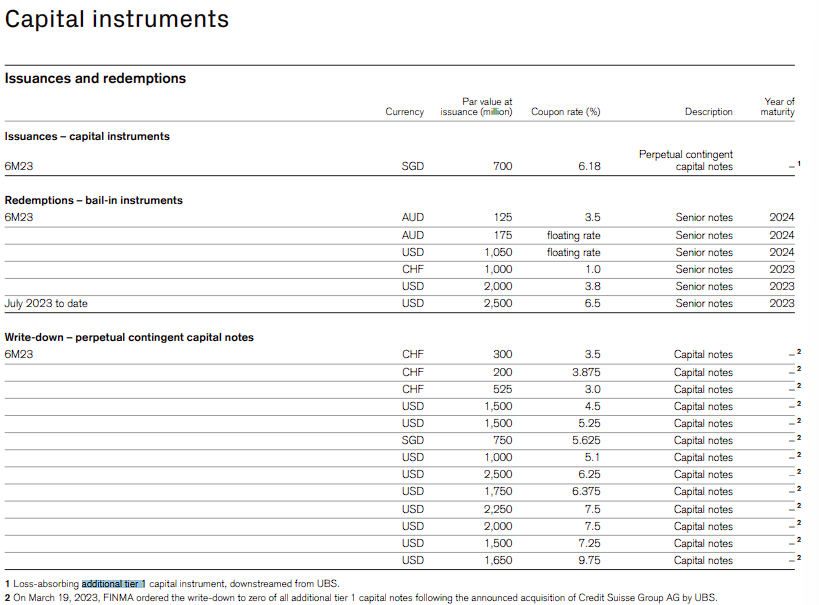 Capital instruments
Issuances and redemptions
Par value at Year of
Currency issuance (million) Coupon rate (%) Description maturity
Issuances – capital instruments
Perpetual contingent
6M23 SGD 700 6.18 capital notes – 1
Redemptions – bail-in instruments
6M23 AUD 125 3.5 Senior notes 2024
AUD 175 floating rate Senior notes 2024
USD 1,050 floating rate Senior notes 2024
CHF 1,000 1.0 Senior notes 2023
USD 2,000 3.8 Senior notes 2023
July 2023 to date USD 2,500 6.5 Senior notes 2023
Write-down – perpetual contingent capital notes
6M23 CHF 300 3.5 Capital notes – 2
CHF 200 3.875 Capital notes – 2
CHF 525 3.0 Capital notes – 2
USD 1,500 4.5 Capital notes – 2
USD 1,500 5.25 Capital notes – 2
SGD 750 5.625 Capital notes – 2
USD 1,000 5.1 Capital notes – 2
USD 2,500 6.25 Capital notes – 2
USD 1,750 6.375 Capital notes – 2
USD 2,250 7.5 Capital notes – 2
USD 2,000 7.5 Capital notes – 2
USD 1,500 7.25 Capital notes – 2
USD 1,650 9.75 Capital notes – 2
1 Loss-absorbing additional tier 1 capital instrument, downstreamed from UBS.
2 On March 19, 2023, FINMA ordered the write-down to zero of all additional tier 1 capital notes following the announced acquisition of Credit Suisse Group AG by UBS.